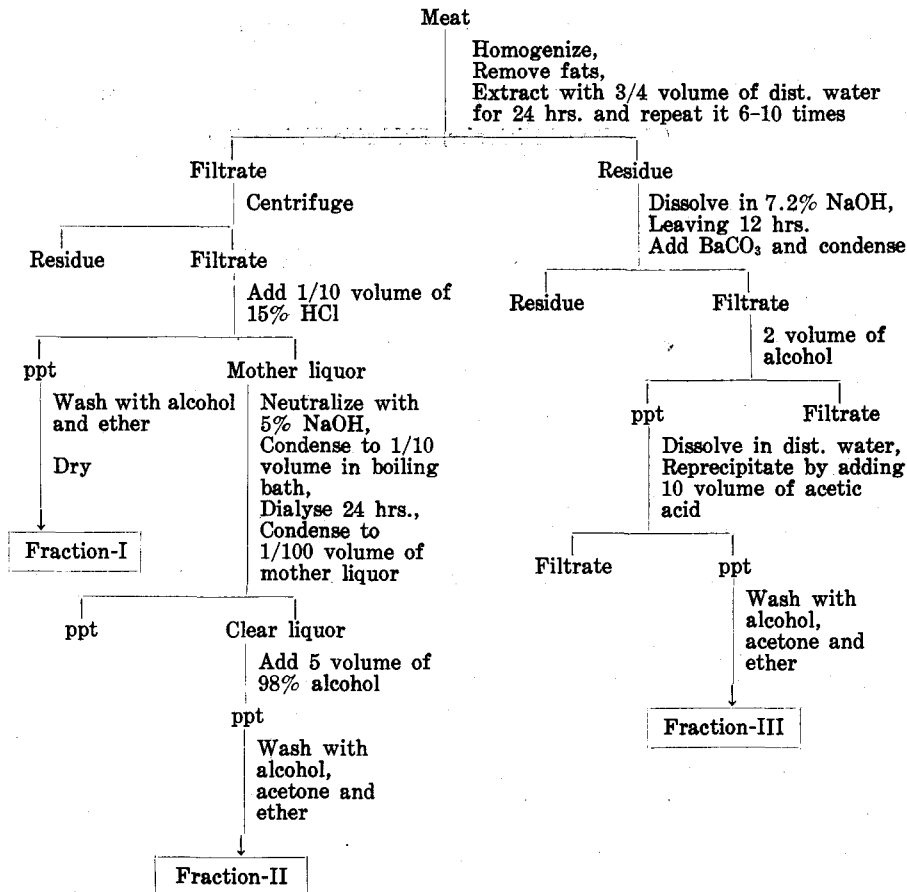 Meat
Homogenize,
Remove fats,
Extract with 3/4 volume of dist. water
for 24 hrs. and repeat it 6-10 times
Filtrate
Centrifuge
Residue
Filtrate
Add 1/10 volume of
15% HCl
ppt
Wash with alcohol
and ether
Dry
Fraction-I
Mother liquor
Neutralize with
5% NaOH,
Condense to 1/10
volume in boiling
bath,
Dialyse 24 hrs.,
Condense to
1/100 volume of
mother liquor
ppt
Clear liquor
Add 5 volume of
98% alcohol
ppt
Wash with
alcohol,
acetone and
ether
Fraction-II
Residue
Dissolve in 7.2% NaOH,
Leaving 12 hrs.
Add BaCO₃ and condense
Residue
Filtrate
2 volume of
alcohol
ppt
Filtrate
Dissolve in dist. water,
Reprecipitate by adding
10 volume of acetic
acid
Filtrate
ppt
Wash with
alcohol,
acetone and
ether
Fraction-III